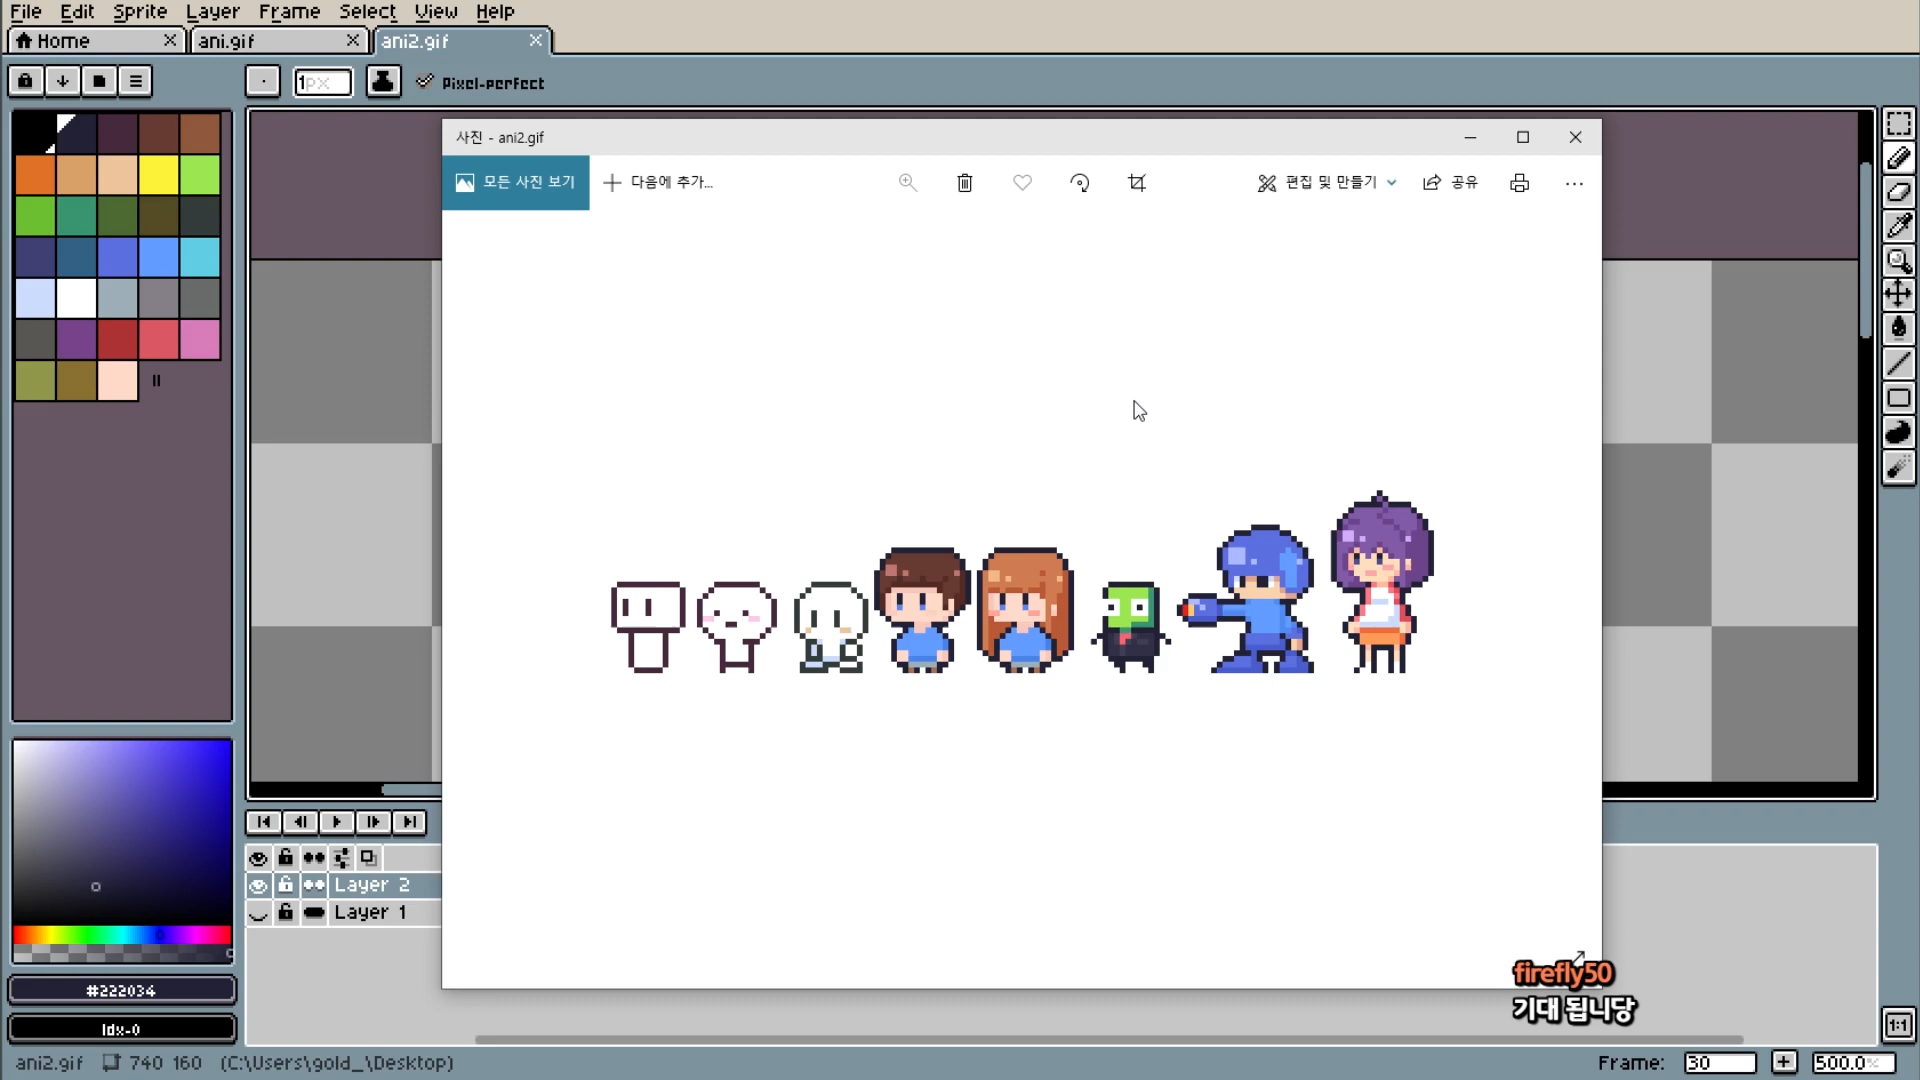 File Edit Sprite Layer Frame Select View Help
Home
ani.gif
ani2.gif
1px
Pixel-perfect
사진 - ani2.gif
모든 사진 보기
다음에 추가...
편집 및 만들기
공유
Layer 2
Layer 1
#222034
Idx-0
firefly50
기대 됩니당
1:1
ani2.gif 740 160 (C:\Users\gold_\Desktop)
Frame: 30
500.0%